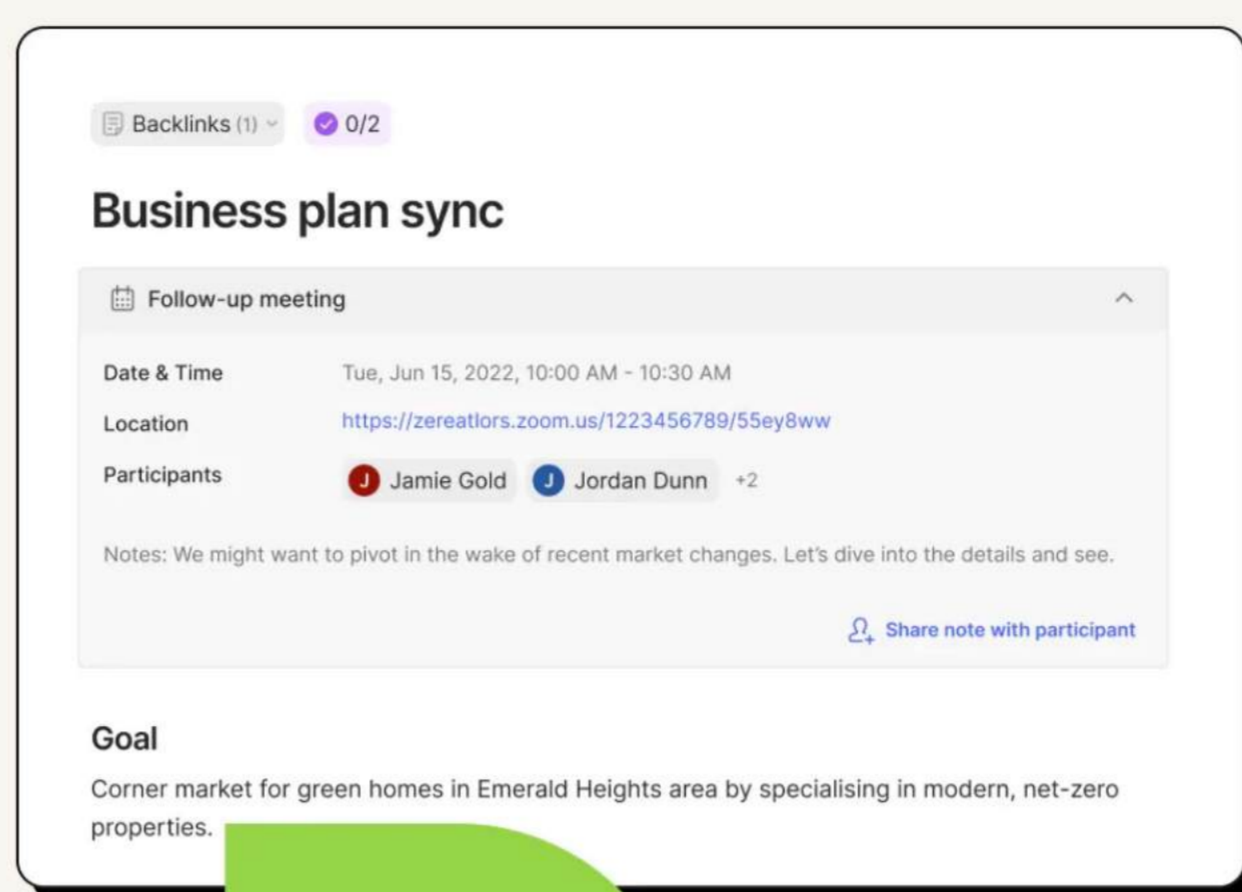 Backlinks (1) 0/2
Business plan sync
Follow-up meeting
Date & Time Tue, Jun 15, 2022, 10:00 AM - 10:30 AM
Location https://zereatlors.zoom.us/1223456789/55ey8ww
Participants J Jamie Gold J Jordan Dunn +2
Notes: We might want to pivot in the wake of recent market changes. Let's dive into the details and see.
Share note with participant
Goal
Corner market for green homes in Emerald Heights area by specialising in modern, net-zero
properties.